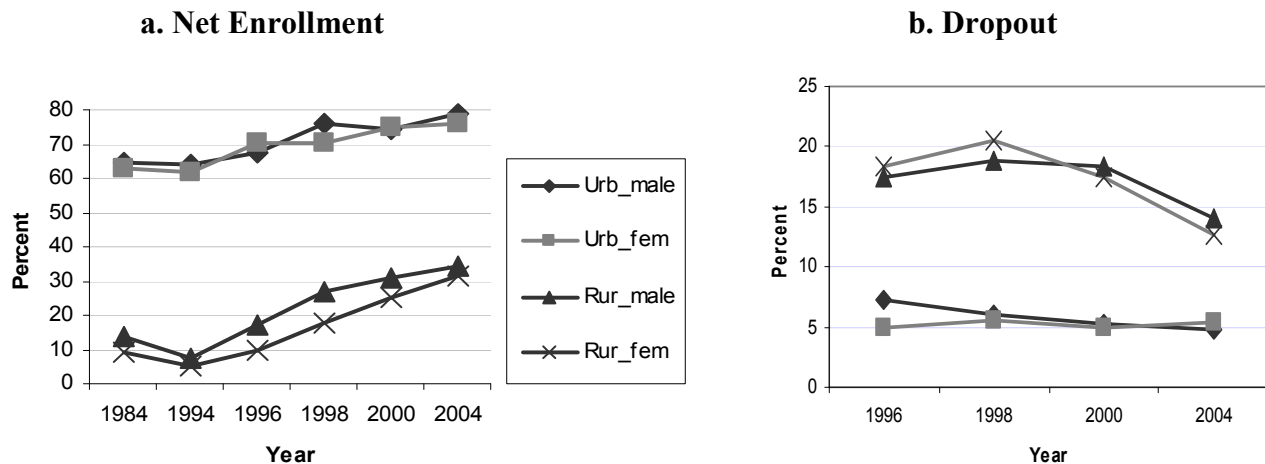 a. Net Enrollment
80
70
60
50
40
30
20
10
0
Percent
1984 1994 1996 1998 2000 2004
Year
Urb_male
Urb_fem
Rur_male
Rur_fem
b. Dropout
25
20
15
10
5
0
Percent
1996 1998 2000 2004
Year